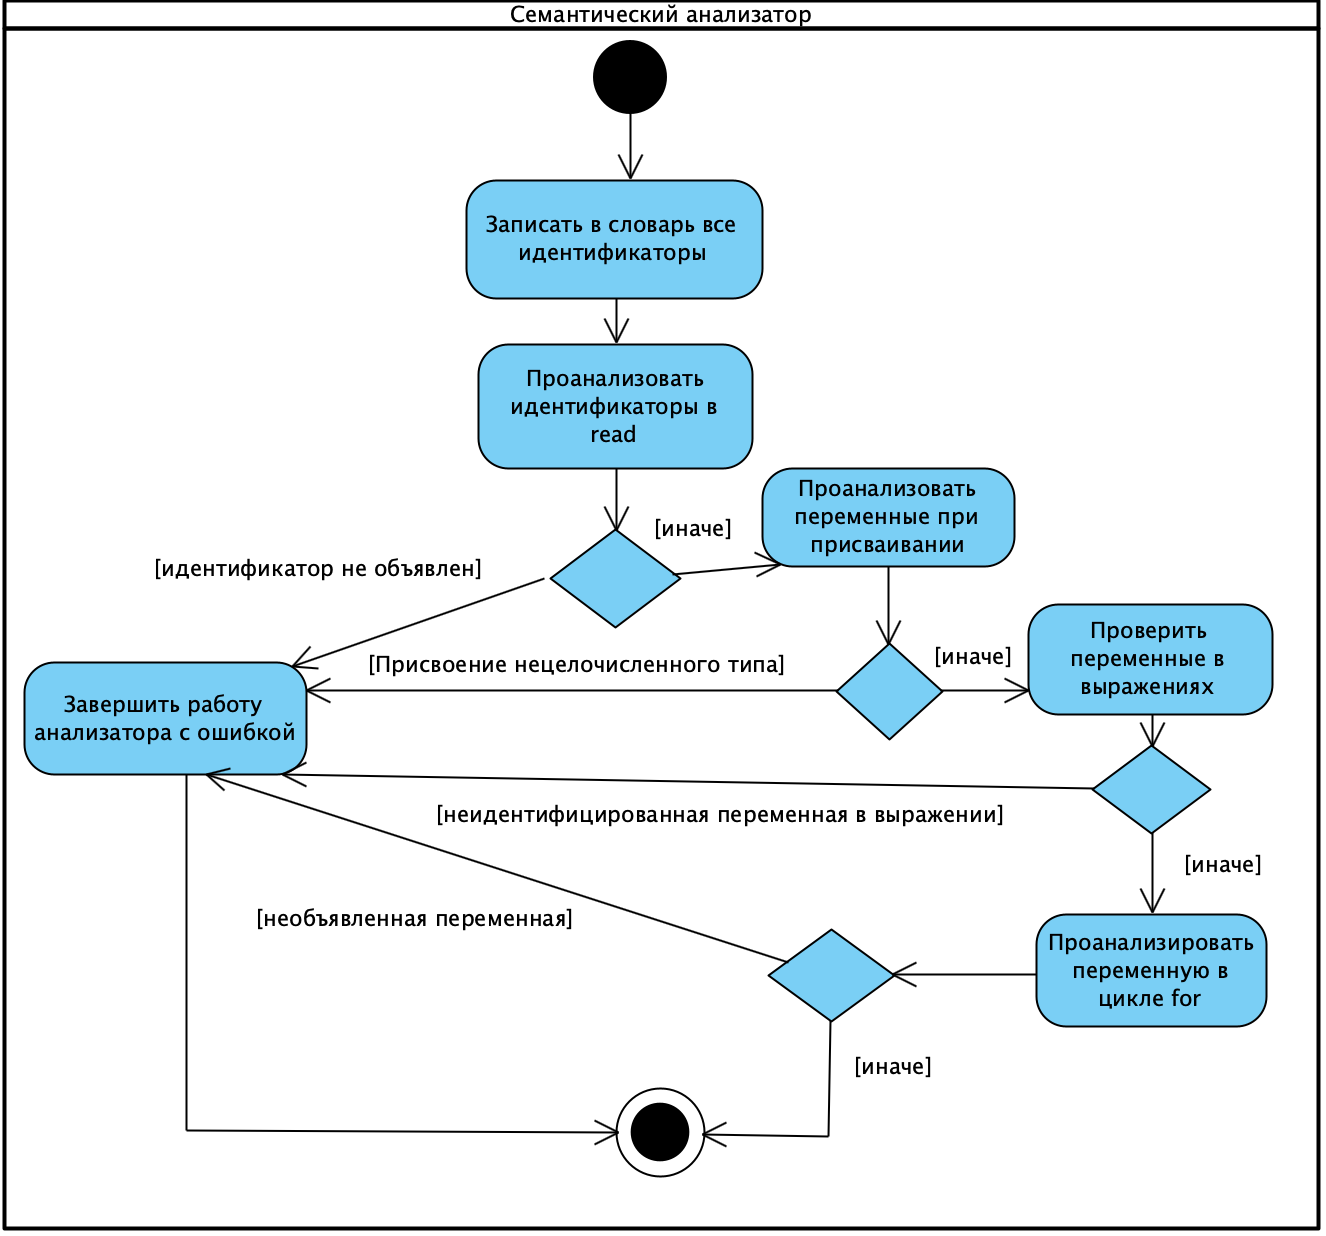 Семантический анализатор
Записать в словарь все
идентификаторы
Проанализовать
идентификаторы в
read
[иначе]
Проанализовать
переменные при
присваивании
[идентификатор не объявлен]
[Присвоение нецелочисленного типа]
[иначе]
Проверить
переменные в
выражениях
Завершить работу
анализатора с ошибкой
[неидентифицированная переменная в выражении]
[иначе]
[необъявленная переменная]
Проанализировать
переменную в
цикле for
[иначе]